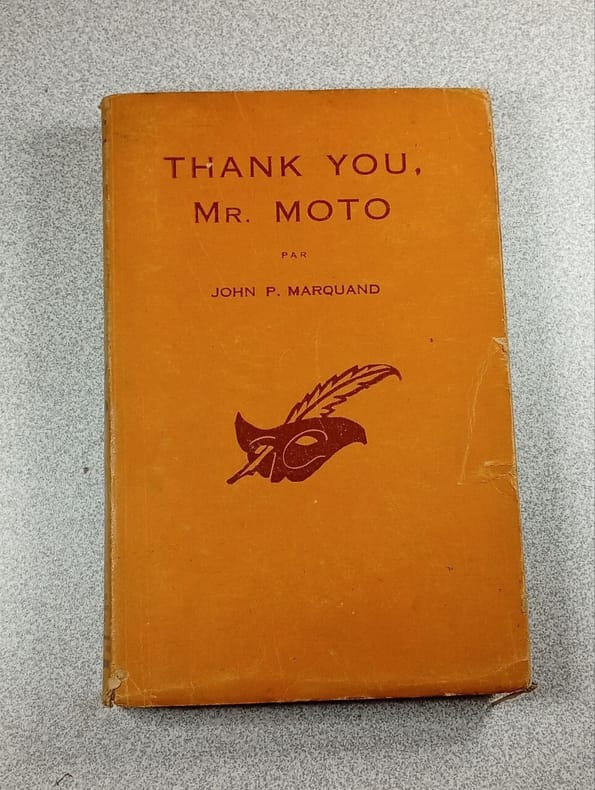 THANK YOU,
MR. MOTO
PAR
JOHN P. MARQUAND